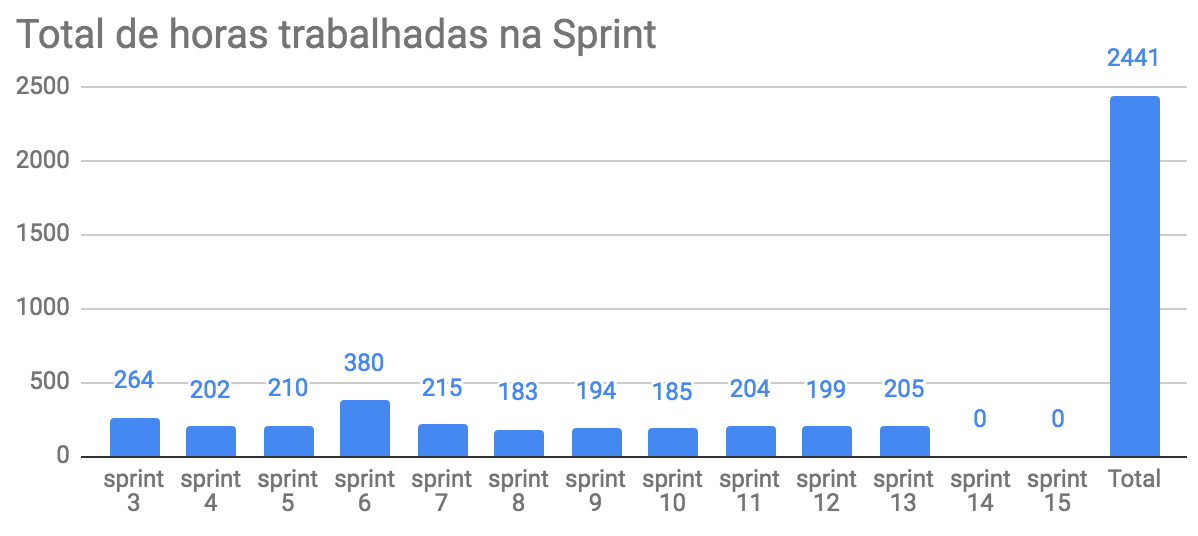 Total de horas trabalhadas na Sprint
2441
2500
2000
1500
1000
500
0
264 202 210 380 215 183 194 185 204 199 205 0 0
sprint 3
sprint 4
sprint 5
sprint 6
sprint 7
sprint 8
sprint 9
sprint 10
sprint 11
sprint 12
sprint 13
sprint 14
sprint 15
Total